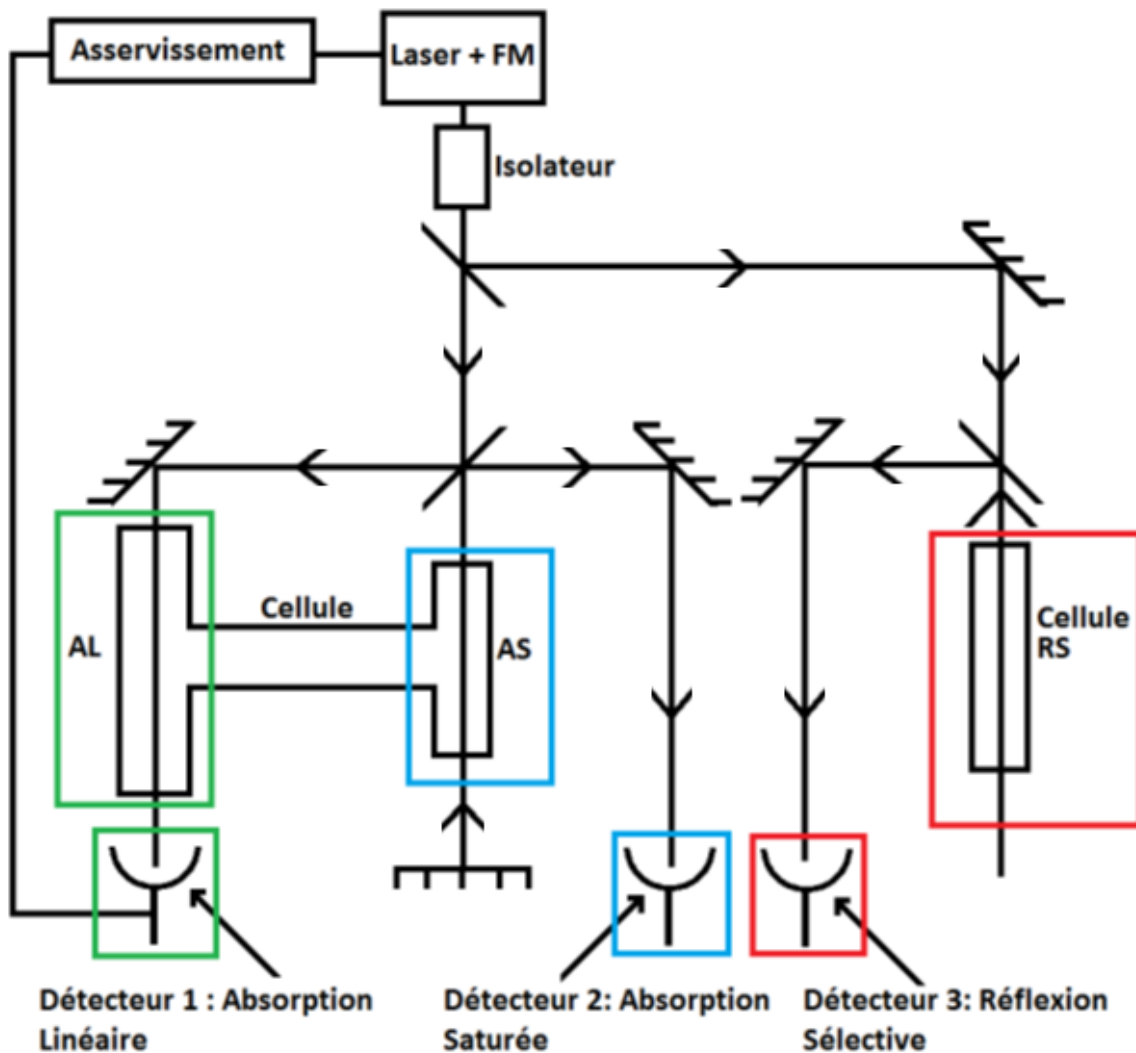 Asservissement
Laser + FM
Isolateur
Cellule
AL
AS
Cellule
RS
Détecteur 1 : Absorption
Linéaire
Détecteur 2: Absorption
Saturée
Détecteur 3: Réflexion
Sélective